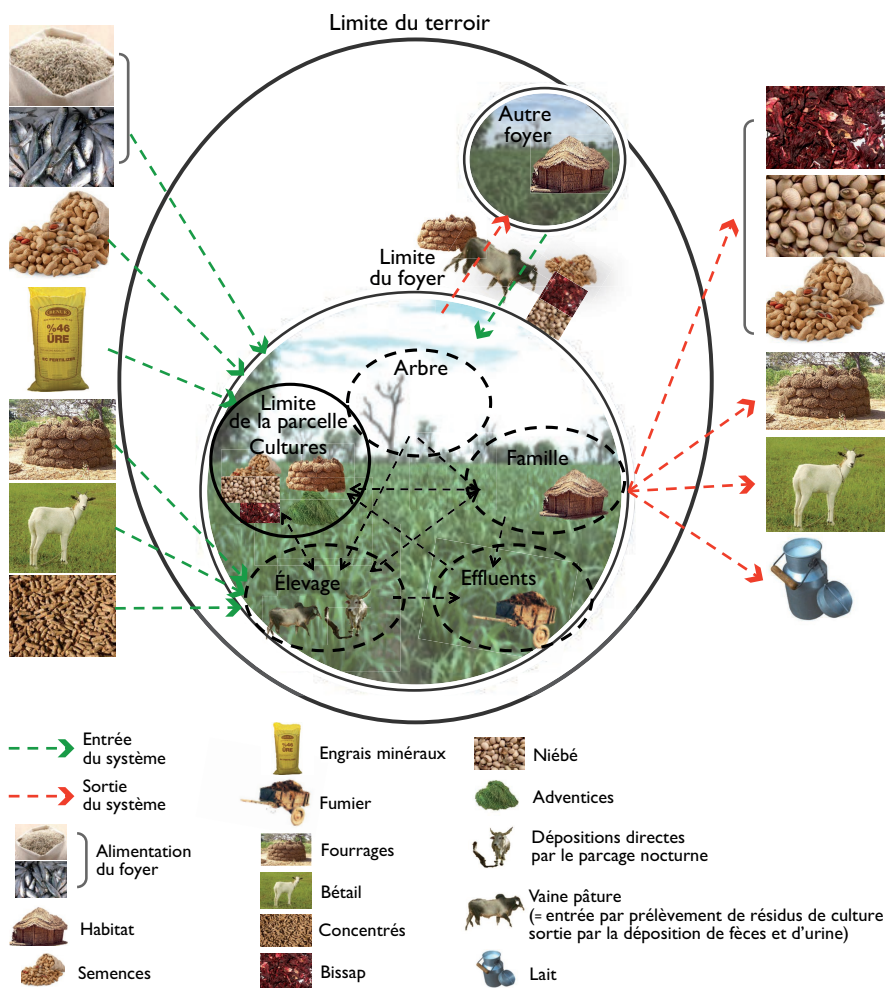 Limite du terroir
Autre
foyer
Limite
du foyer
%46
ÜRE
Arbre
Limite
de la parcelle
Cultures
Famille
Élevage
Effluents
Entrée
du système
Sortie
du système
Alimentation
du foyer
Habitat
Semences
%46
ÜRE
Engrais minéraux
Fumier
Fourrages
Bétail
Concentrés
Bissap
Niébé
Adventices
Dépositions directes
par le parcage nocturne
Vaine pâture
(= entrée par prélèvement de résidus de culture
sortie par la déposition de fèces et d'urine)
Lait